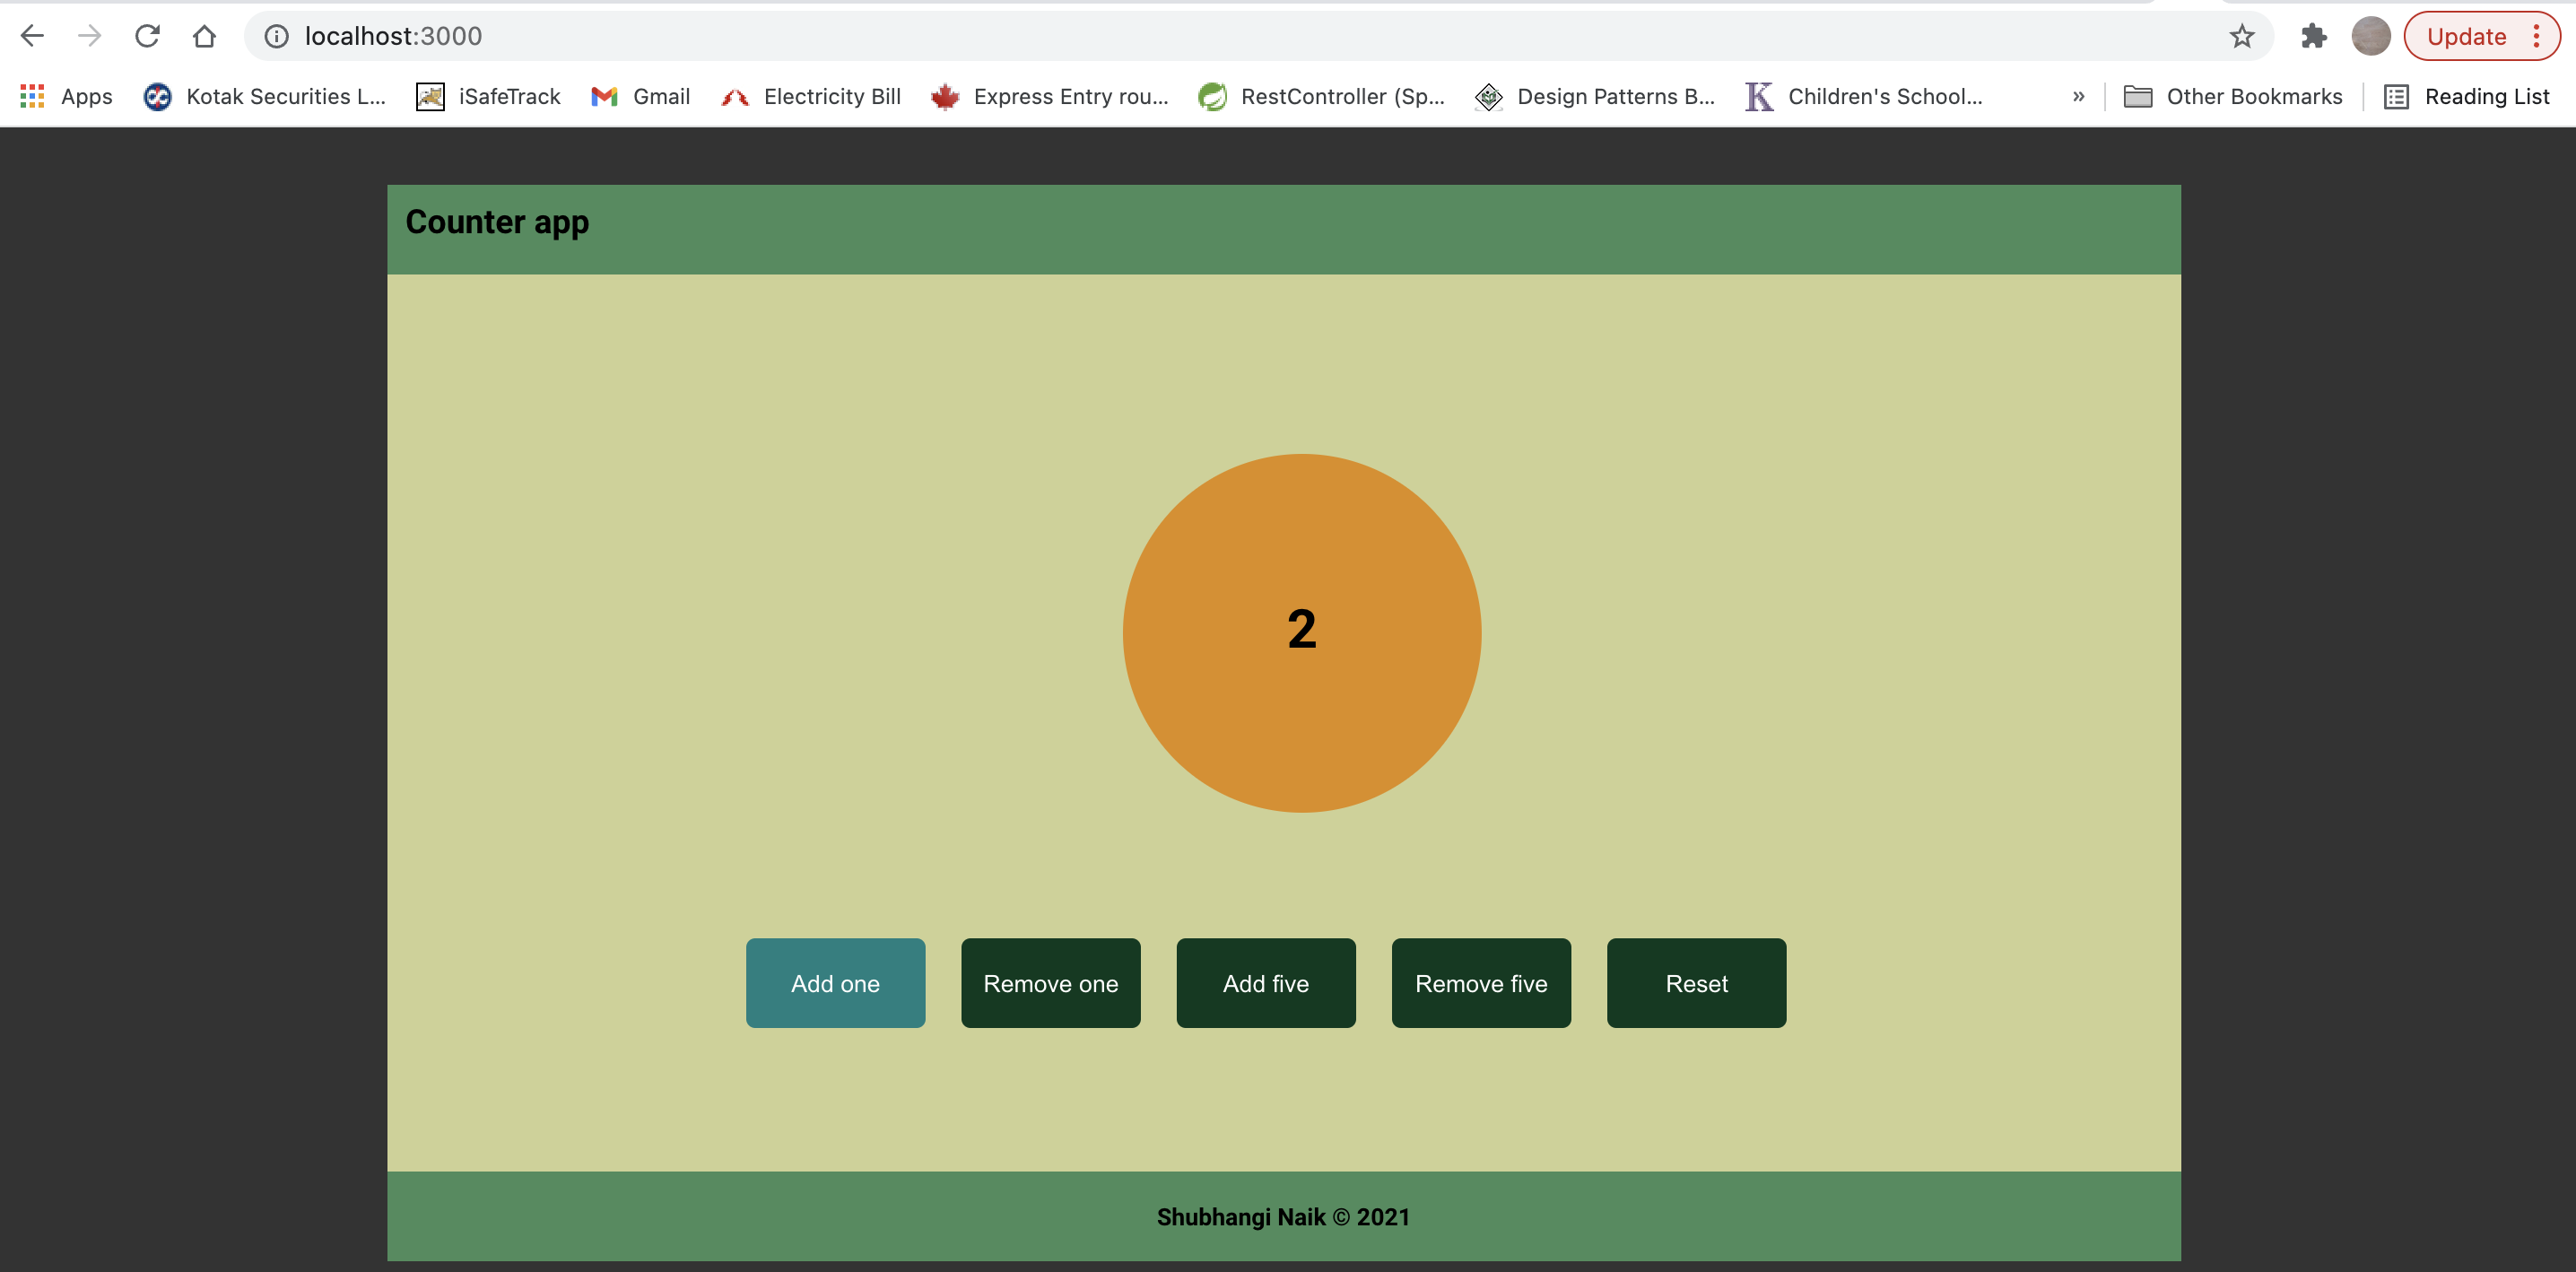 localhost:3000
Update
Apps
Kotak Securities L...
iSafeTrack
Gmail
Electricity Bill
Express Entry rou...
RestController (Sp...
Design Patterns B...
Children's School...
»
Other Bookmarks
Reading List
Counter app
2
Add one
Remove one
Add five
Remove five
Reset
Shubhangi Naik © 2021